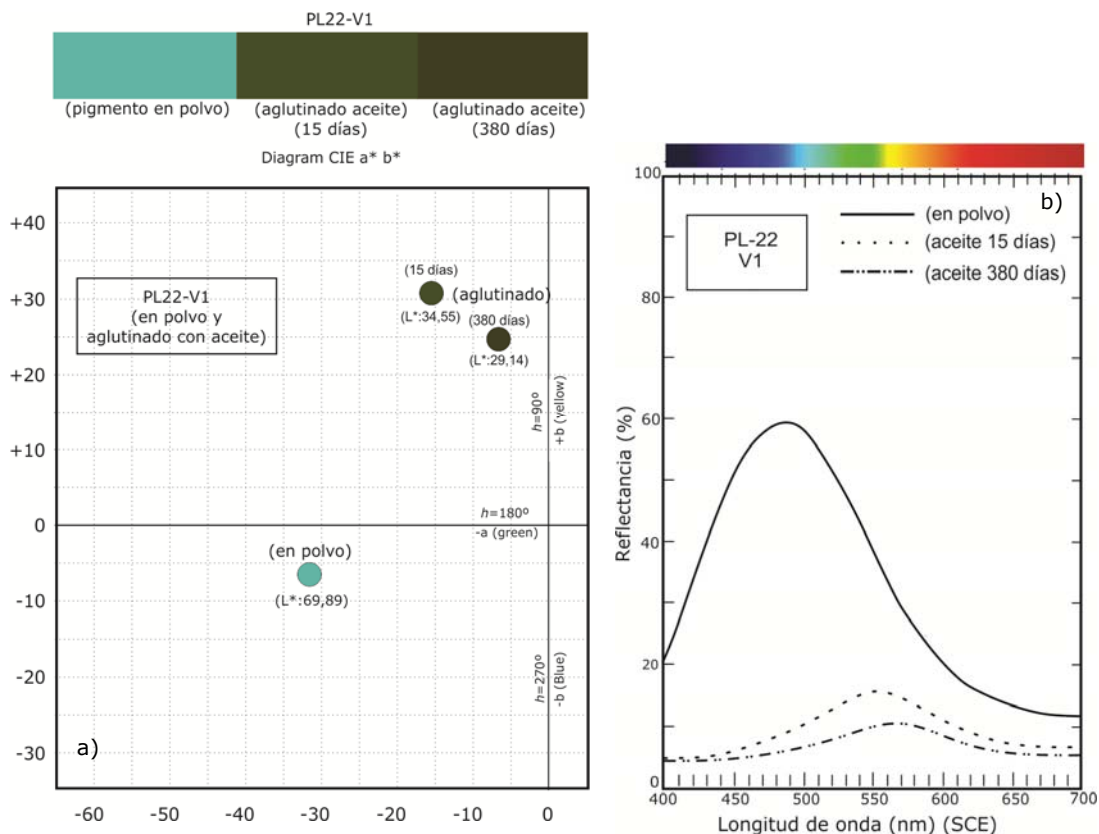 PL22-V1
(pigmento en polvo)
(aglutinado aceite)
(15 días)
(aglutinado aceite)
(380 días)
Diagram CIE a* b*
+40
+30
+20
+10
0
-10
-20
-30
-60
-50
-40
-30
-20
-10
0
PL22-V1
(en polvo y
aglutinado con aceite)
(15 días)
(aglutinado)
(L*:34,55)
(380 días)
(L*:29,14)
h=90º
+b (yellow)
h=180º
-a (green)
(en polvo)
(L*:69,89)
h=270º
-b (Blue)
a)
b)
PL-22
V1
(en polvo)
(aceite 15 días)
(aceite 380 días)
Reflectancia (%)
100
80
60
40
20
0
400
450
500
550
600
650
700
Longitud de onda (nm) (SCE)